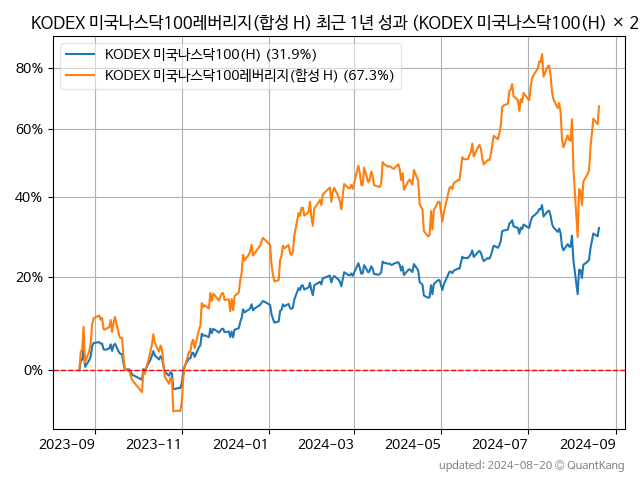 KODEX 미국나스닥100레버리지(합성 H) 최근 1년 성과 (KODEX 미국나스닥100(H) × 2
KODEX 미국나스닥100(H) (31.9%)
KODEX 미국나스닥100레버리지(합성 H) (67.3%)
80%
60%
40%
20%
0%
2023-09 2023-11 2024-01 2024-03 2024-05 2024-07 2024-09
updated: 2024-08-20 © QuantKang